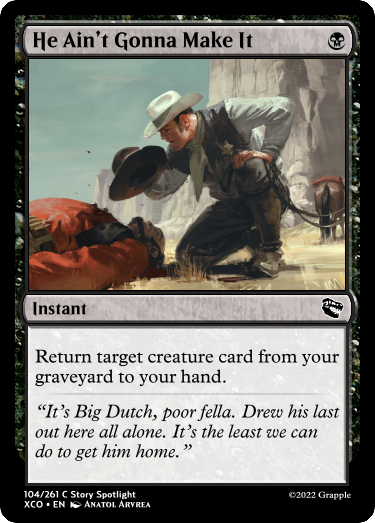 He Ain't Gonna Make It
Instant
Return target creature card from your
graveyard to your hand.
“It's Big Dutch, poor fella. Drew his last
out here all alone. It's the least we can
do to get him home.”
104/261 C Story Spotlight
XCO • EN Anatol Aryrea
©2022 Grapple